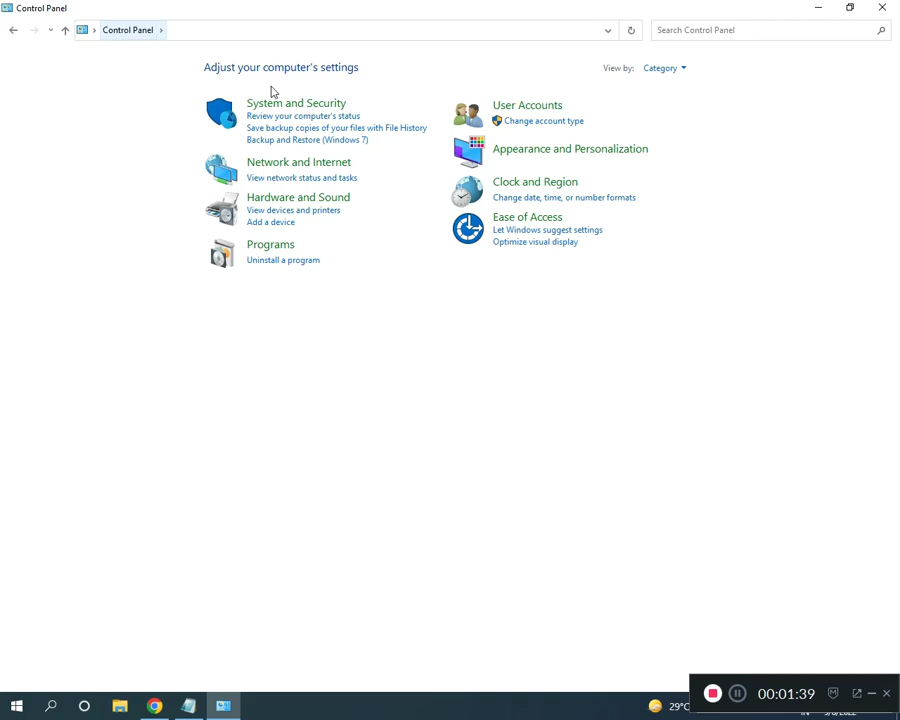 Control Panel
Control Panel
Search Control Panel
Adjust your computer's settings
View by: Category
System and Security
Review your computer's status
Save backup copies of your files with File History
Backup and Restore (Windows 7)
Network and Internet
View network status and tasks
Hardware and Sound
View devices and printers
Add a device
Programs
Uninstall a program
User Accounts
Change account type
Appearance and Personalization
Clock and Region
Change date, time, or number formats
Ease of Access
Let Windows suggest settings
Optimize visual display
29°C
00:01:39